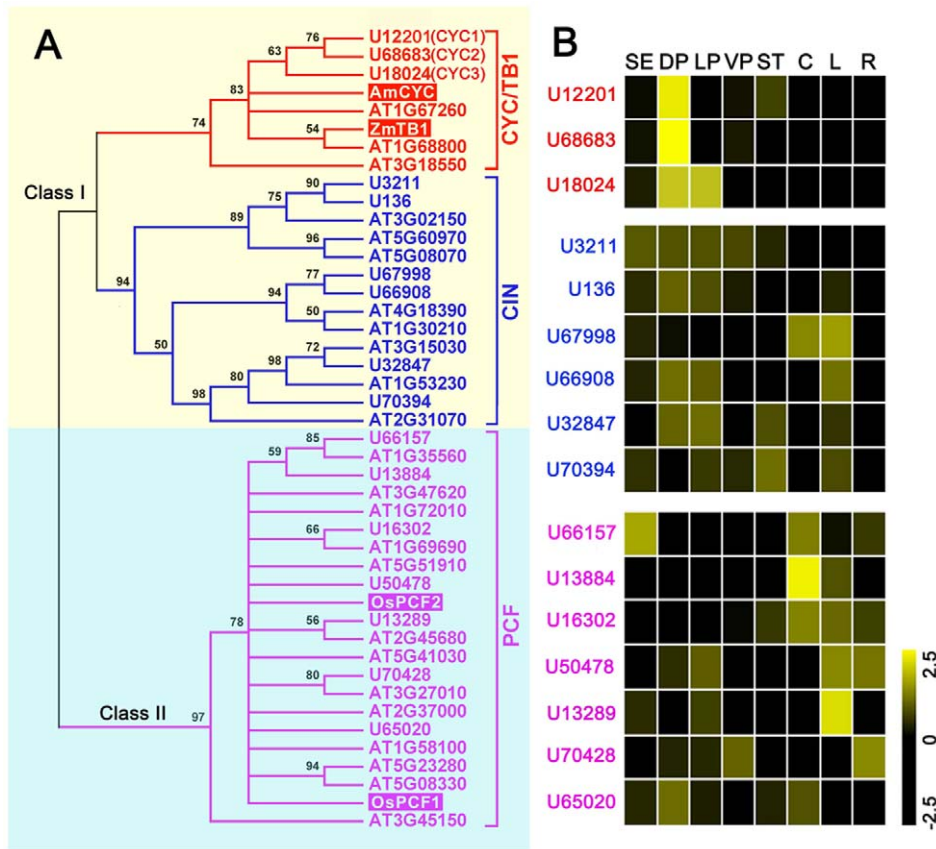 A
U12201(CYC1)
76
U68683(CYC2)
63
U18024(CYC3)
83
AmCYC
AT1G67260
ZmTB1
54
74
AT1G68800
AT3G18550
CYC/TB1
Class I
U3211
90
U136
75
AT3G02150
89
AT5G60970
96
AT5G08070
94
U67998
77
U66908
94
AT4G18390
50
AT1G30210
50
AT3G15030
72
U32847
98
AT1G53230
80
U70394
98
AT2G31070
CIN
U66157
85
AT1G35560
59
U13884
AT3G47620
AT1G72010
U16302
66
AT1G69690
AT5G51910
U50478
OsPCF2
U13289
56
78
AT2G45680
AT5G41030
U70428
80
AT3G27010
Class II
AT2G37000
97
U65020
AT1G58100
AT5G23280
94
AT5G08330
OsPCF1
AT3G45150
PCF
B
SE DP LP VP ST C L R
U12201
U68683
U18024
U3211
U136
U67998
U66908
U32847
U70394
U66157
U13884
U16302
U50478
U13289
U70428
U65020
2.5
0
-2.5